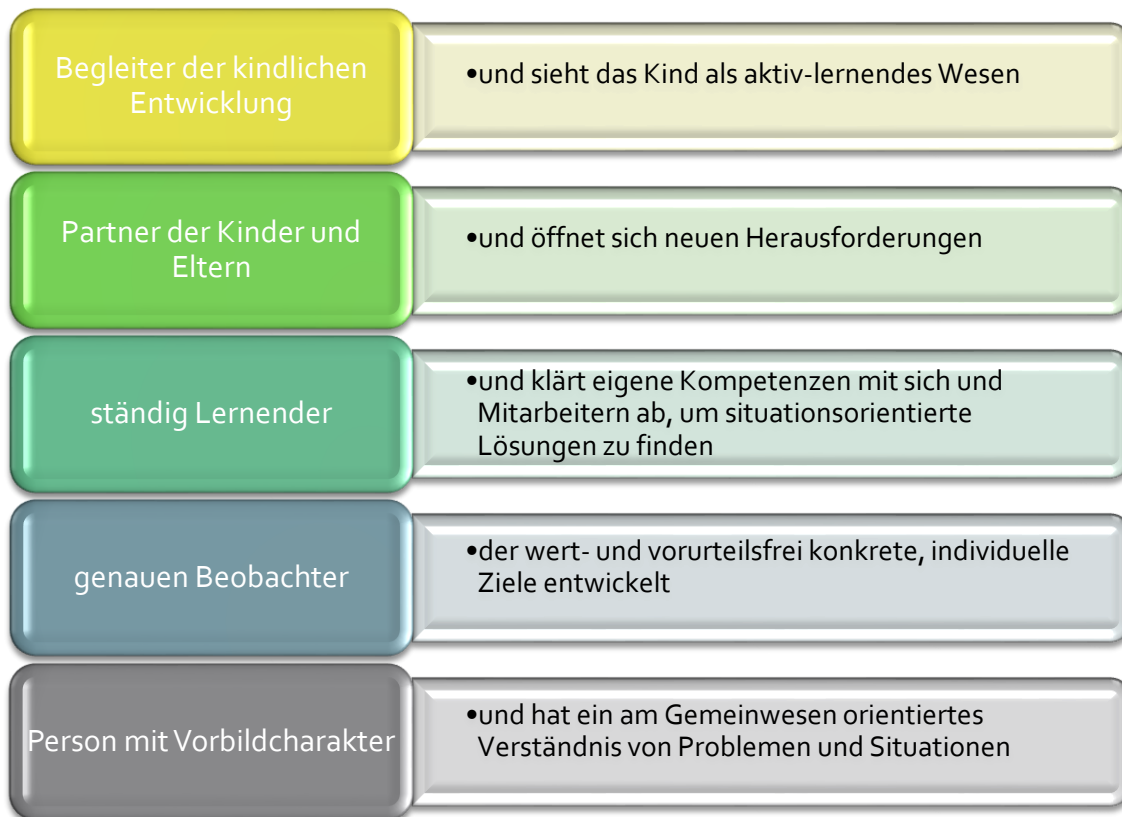 Begleiter der kindlichen
Entwicklung
•und sieht das Kind als aktiv-lernendes Wesen
Partner der Kinder und
Eltern
•und öffnet sich neuen Herausforderungen
ständig Lernender
•und klärt eigene Kompetenzen mit sich und
Mitarbeitern ab, um situationsorientierte
Lösungen zu finden
genauen Beobachter
•der wert- und vorurteilsfrei konkrete, individuelle
Ziele entwickelt
Person mit Vorbildcharakter
•und hat ein am Gemeinwesen orientiertes
Verständnis von Problemen und Situationen